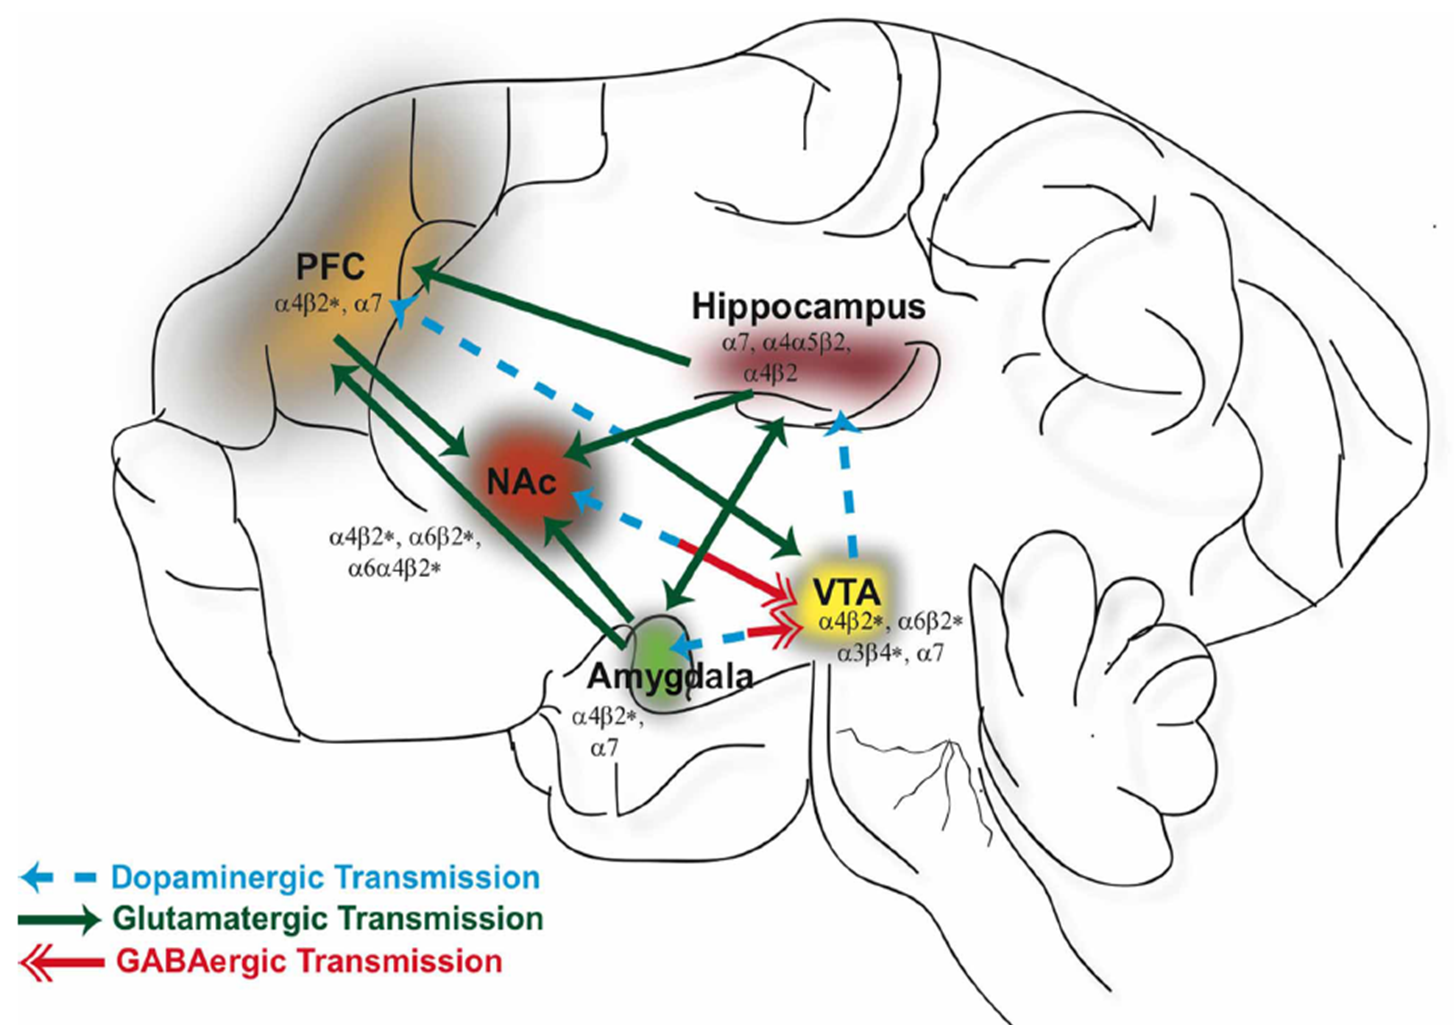 PFC
α4β2*, α7
Hippocampus
α7, α4α5β2,
α4β2
NAc
α4β2*, α6β2*,
α6α4β2*
VTA
α4β2*, α6β2*
α3β4*, α7
Amygdala
α4β2*,
α7
Dopaminergic Transmission
Glutamatergic Transmission
GABAergic Transmission